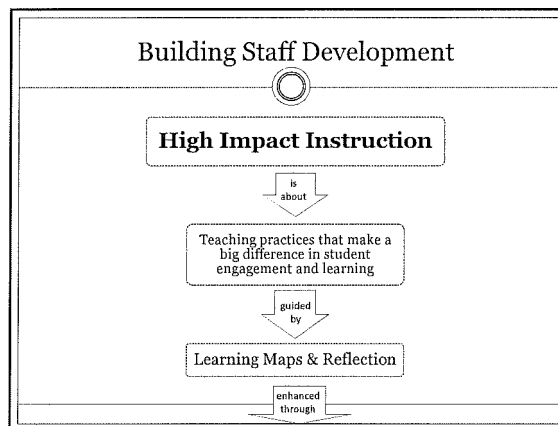 Building Staff Development
High Impact Instruction
is
about
Teaching practices that make a
big difference in student
engagement and learning
guided
by
Learning Maps & Reflection
enhanced
through